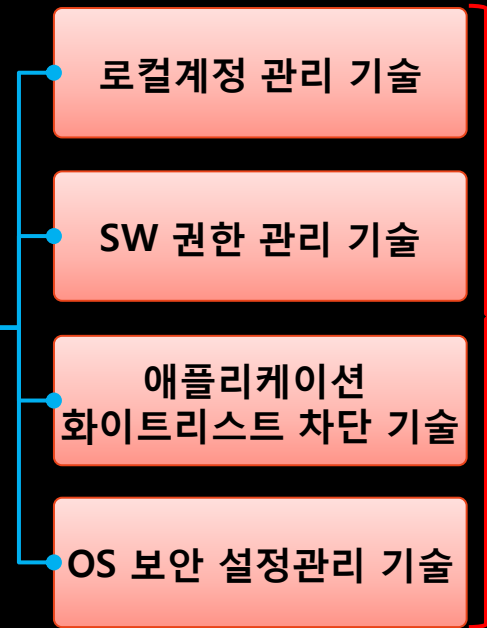 로컬계정 관리 기술
SW 권한 관리 기술
애플리케이션
화이트리스트 차단 기술
OS 보안 설정관리 기술